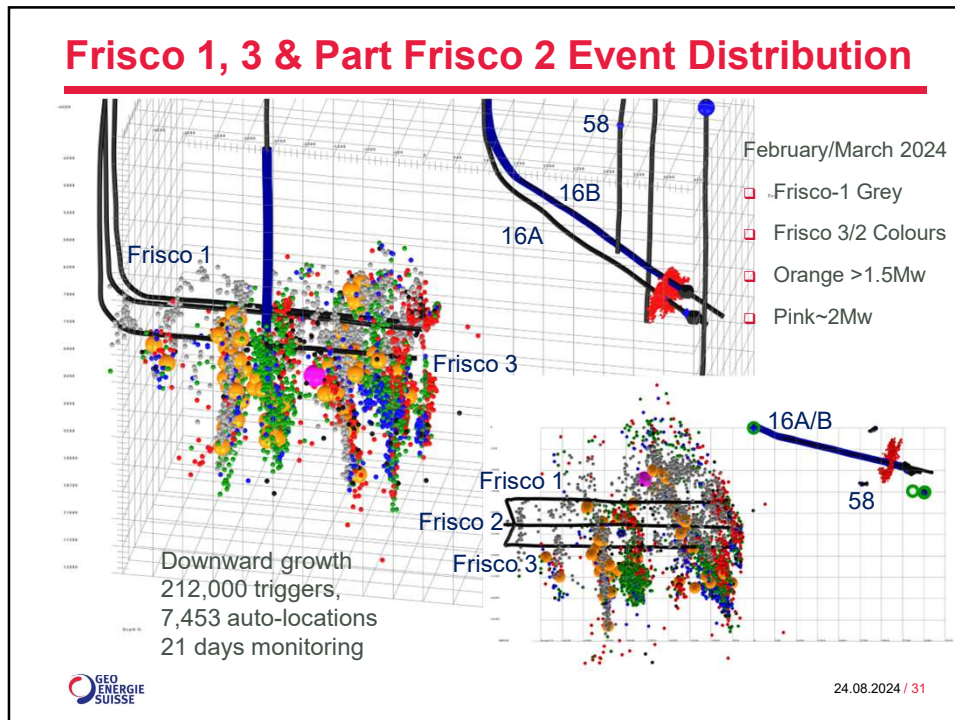 Frisco 1, 3 & Part Frisco 2 Event Distribution
58
16B
16A
Frisco 1
Frisco 3
February/March 2024
Frisco-1 Grey
Frisco 3/2 Colours
Orange >1.5Mw
Pink~2Mw
16A/B
58
Frisco 1
Frisco 2
Frisco 3
Downward growth
212,000 triggers,
7,453 auto-locations
21 days monitoring
GEO
ENERGIE
SUISSE
24.08.2024 / 31